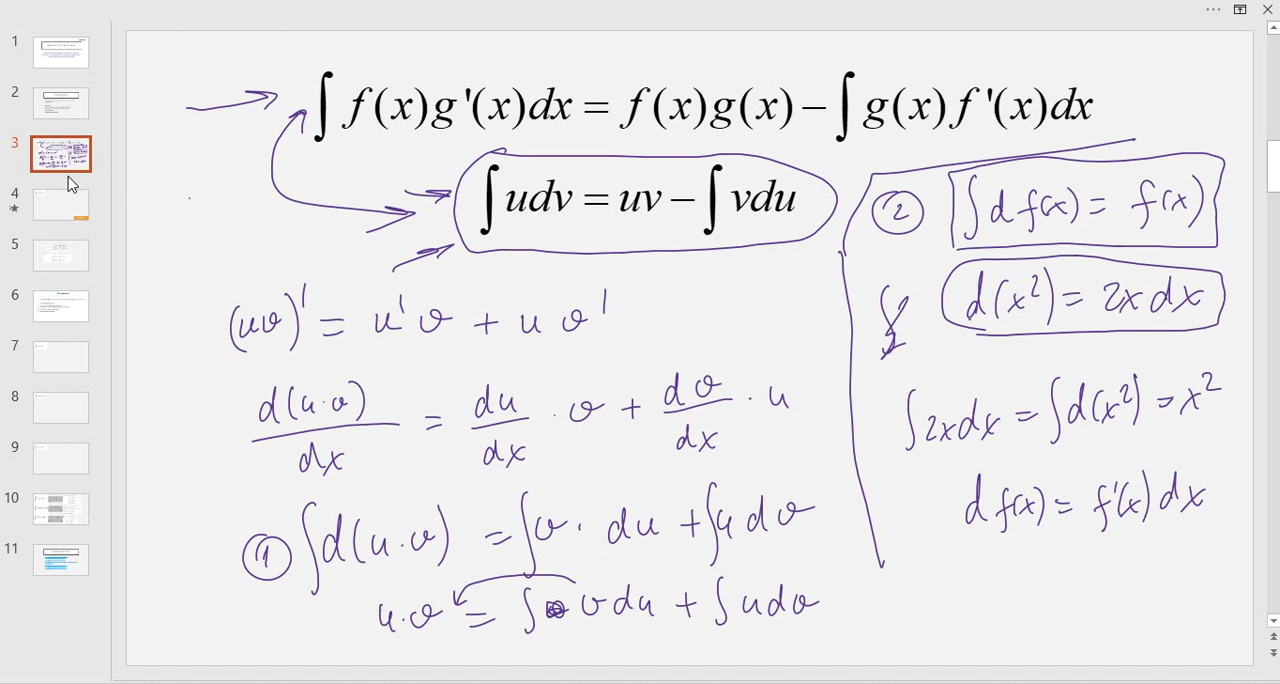 1
2
3
4
5
6
7
8
9
10
11
∫ f(x)g'(x)dx = f(x)g(x) − ∫ g(x)f'(x)dx
∫ udv = uv − ∫ vdu
(uv)' = u'v + uv'
d(u·v)/dx = du/dx · v + dv/dx · u
① ∫d(u·v) = ∫v· du + ∫u dv
u·v = ∫ v du + ∫ u dv
② ∫ d f(x) = f(x)
d(x²) = 2x dx
∫2x dx = ∫d(x²) = x²
d f(x) = f'(x) dx